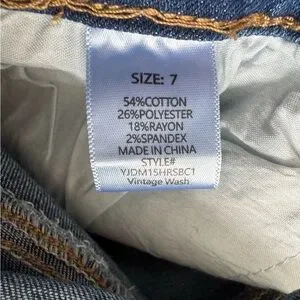 SIZE: 7
54%COTTON
26%POLYESTER
18%RAYON
2%SPANDEX
MADE IN CHINA
STYLE#
YJDM15HRSBC1
Vintage Wash